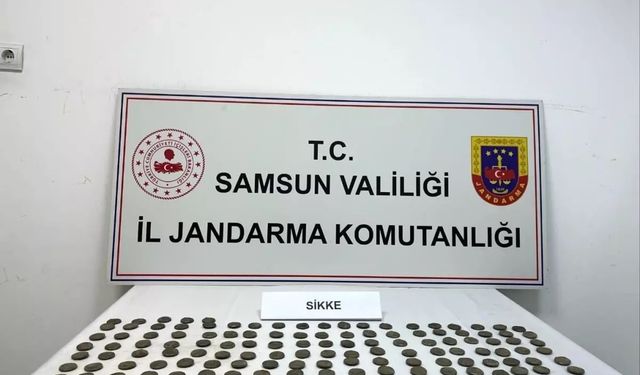 T.C.
SAMSUN VALİLİĞİ
İL JANDARMA KOMUTANLIĞI
JANDARMA
SİKKE